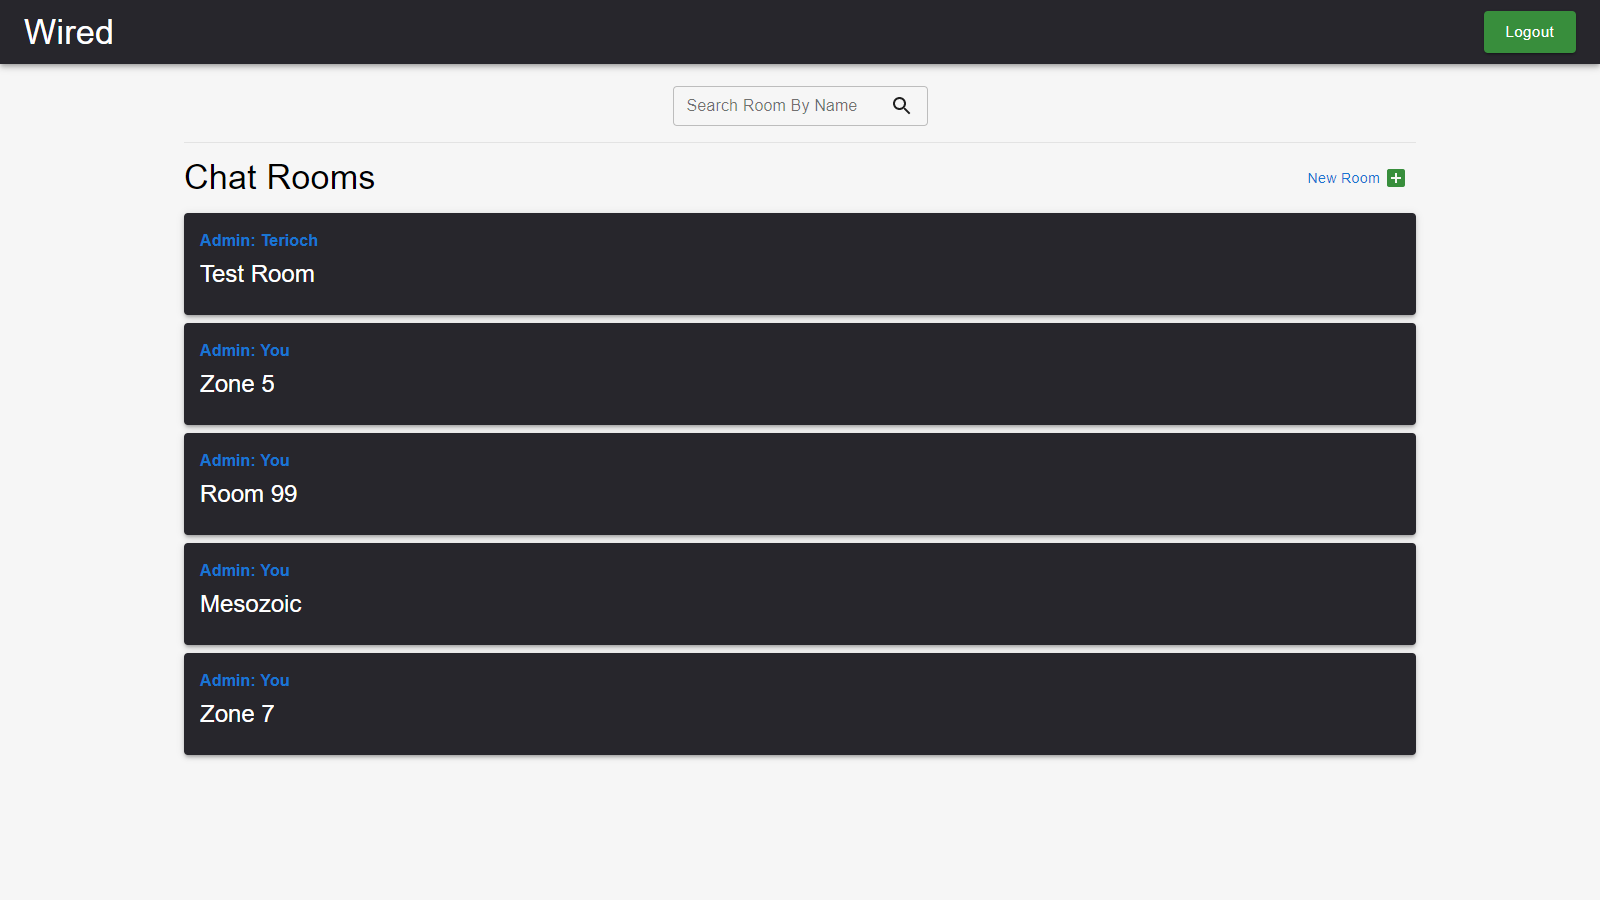 Wired
Logout
Search Room By Name
Chat Rooms
New Room
Admin: Terioch
Test Room
Admin: You
Zone 5
Admin: You
Room 99
Admin: You
Mesozoic
Admin: You
Zone 7